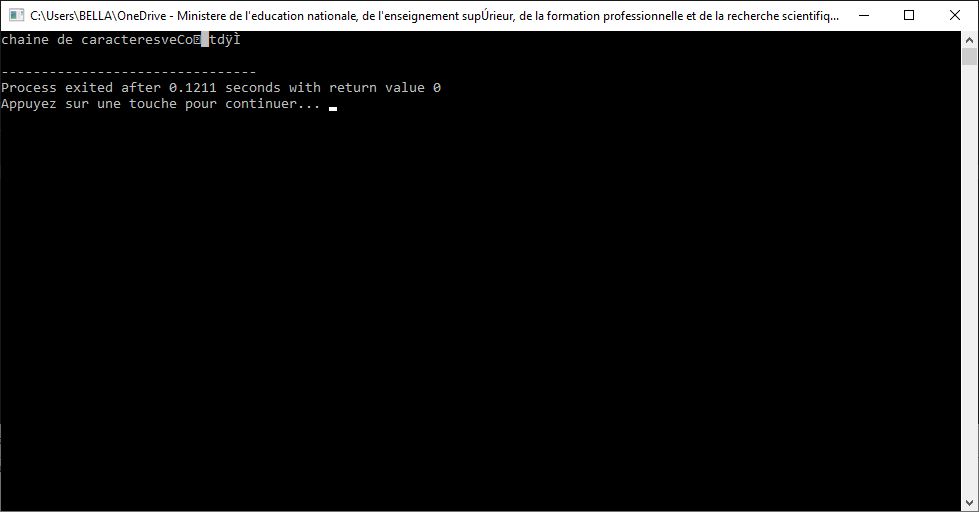 C:\Users\BELLA\OneDrive - Ministere de l'education nationale, de l'enseignement supÚrieur, de la formation professionnelle et de la recherche scientifiq...
chaine de caracteresveCo tdÿÌ
--------------------------------
Process exited after 0.1211 seconds with return value 0
Appuyez sur une touche pour continuer...